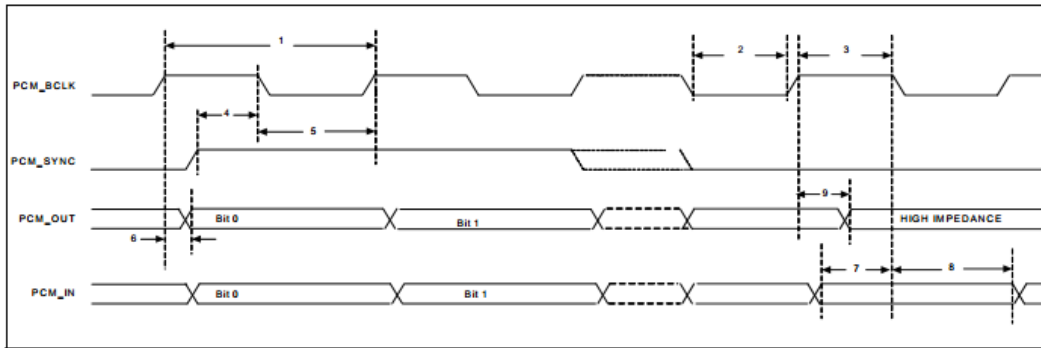 1
2
3
PCM_BCLK
4
5
PCM_SYNC
9
PCM_OUT
Bit 0
Bit 1
HIGH IMPEDANCE
6
7
8
PCM_IN
Bit 0
Bit 1